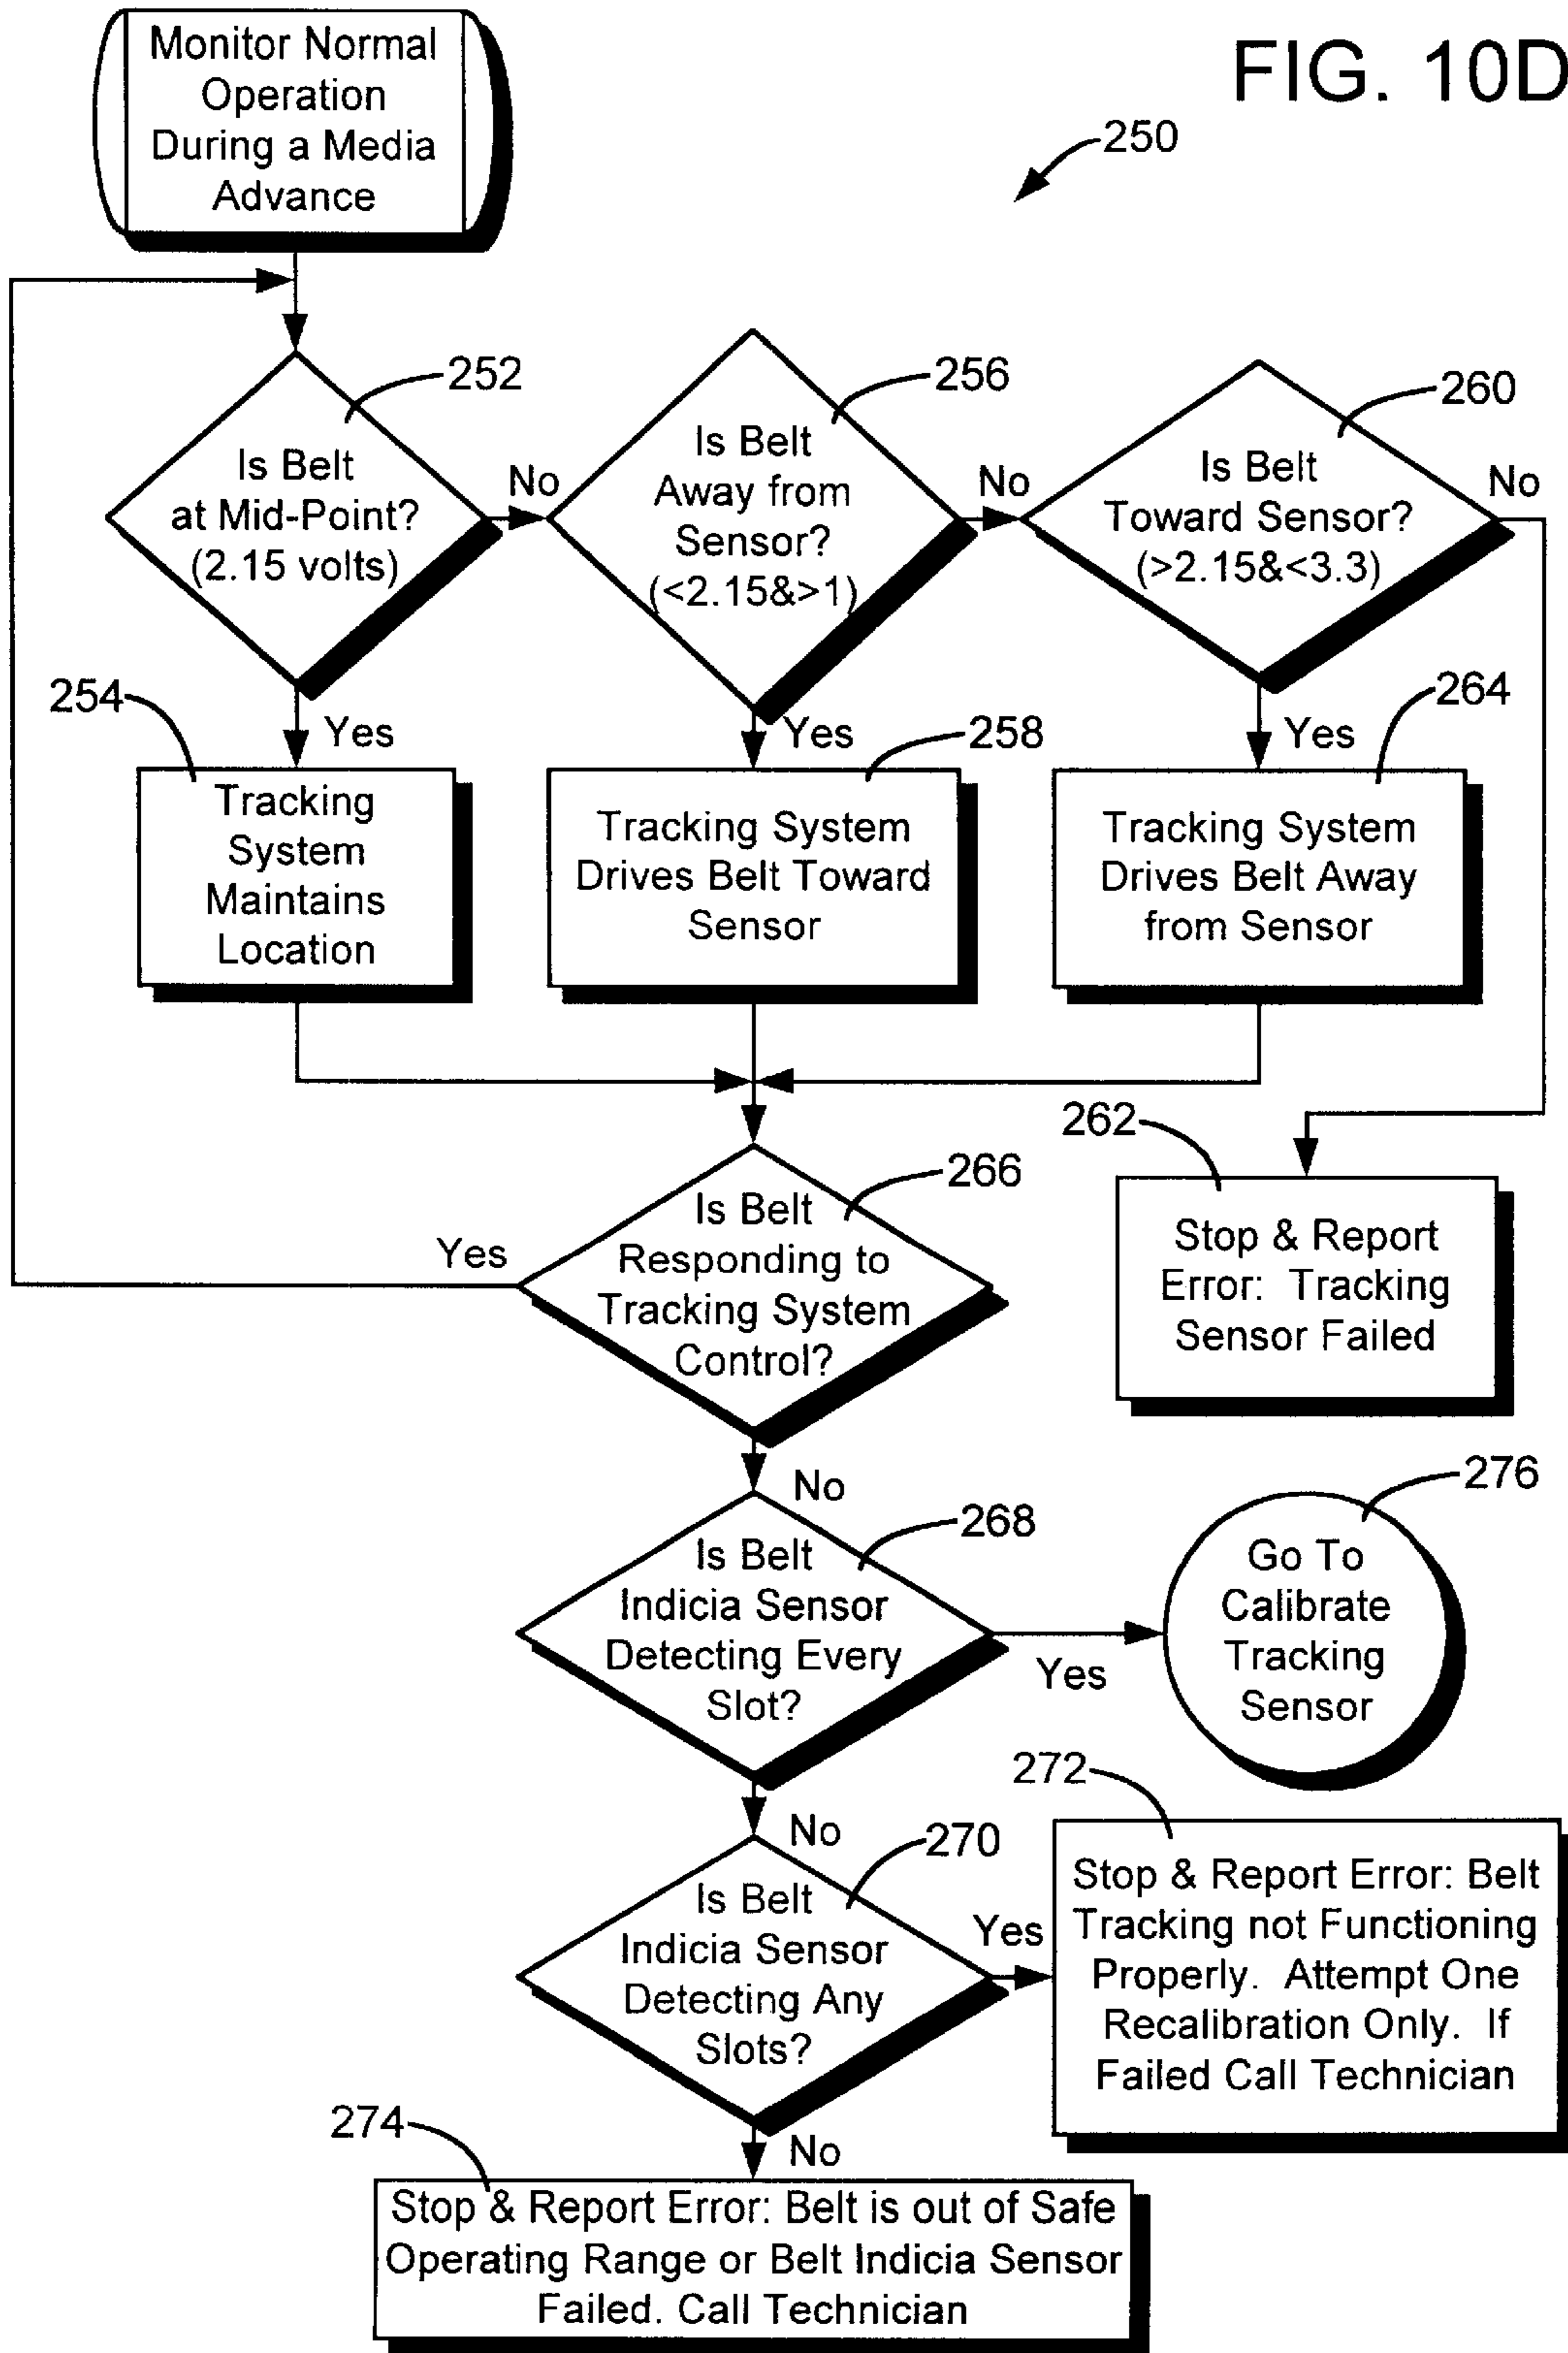 FIG. 10D
Monitor Normal
Operation
During a Media
Advance
250
252
Is Belt
at Mid-Point?
(2.15 volts)
No
256
Is Belt
Away from
Sensor?
(<2.15&>1)
No
260
Is Belt
Toward Sensor?
(>2.15&<3.3)
No
254
Yes
Tracking
System
Maintains
Location
Yes
258
Tracking System
Drives Belt Toward
Sensor
Yes
264
Tracking System
Drives Belt Away
from Sensor
262
Stop & Report
Error: Tracking
Sensor Failed
266
Is Belt
Responding to
Tracking System
Control?
Yes
No
268
Is Belt
Indicia Sensor
Detecting Every
Slot?
Yes
276
Go To
Calibrate
Tracking
Sensor
No
270
Is Belt
Indicia Sensor
Detecting Any
Slots?
Yes
272
Stop & Report Error: Belt
Tracking not Functioning
Properly. Attempt One
Recalibration Only. If
Failed Call Technician
No
274
Stop & Report Error: Belt is out of Safe
Operating Range or Belt Indicia Sensor
Failed. Call Technician